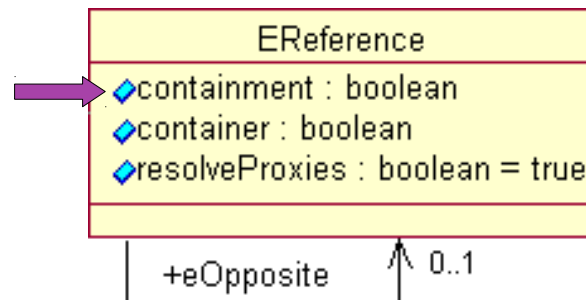 EReference
containment : boolean
container : boolean
resolveProxies : boolean = true
+eOpposite
0..1